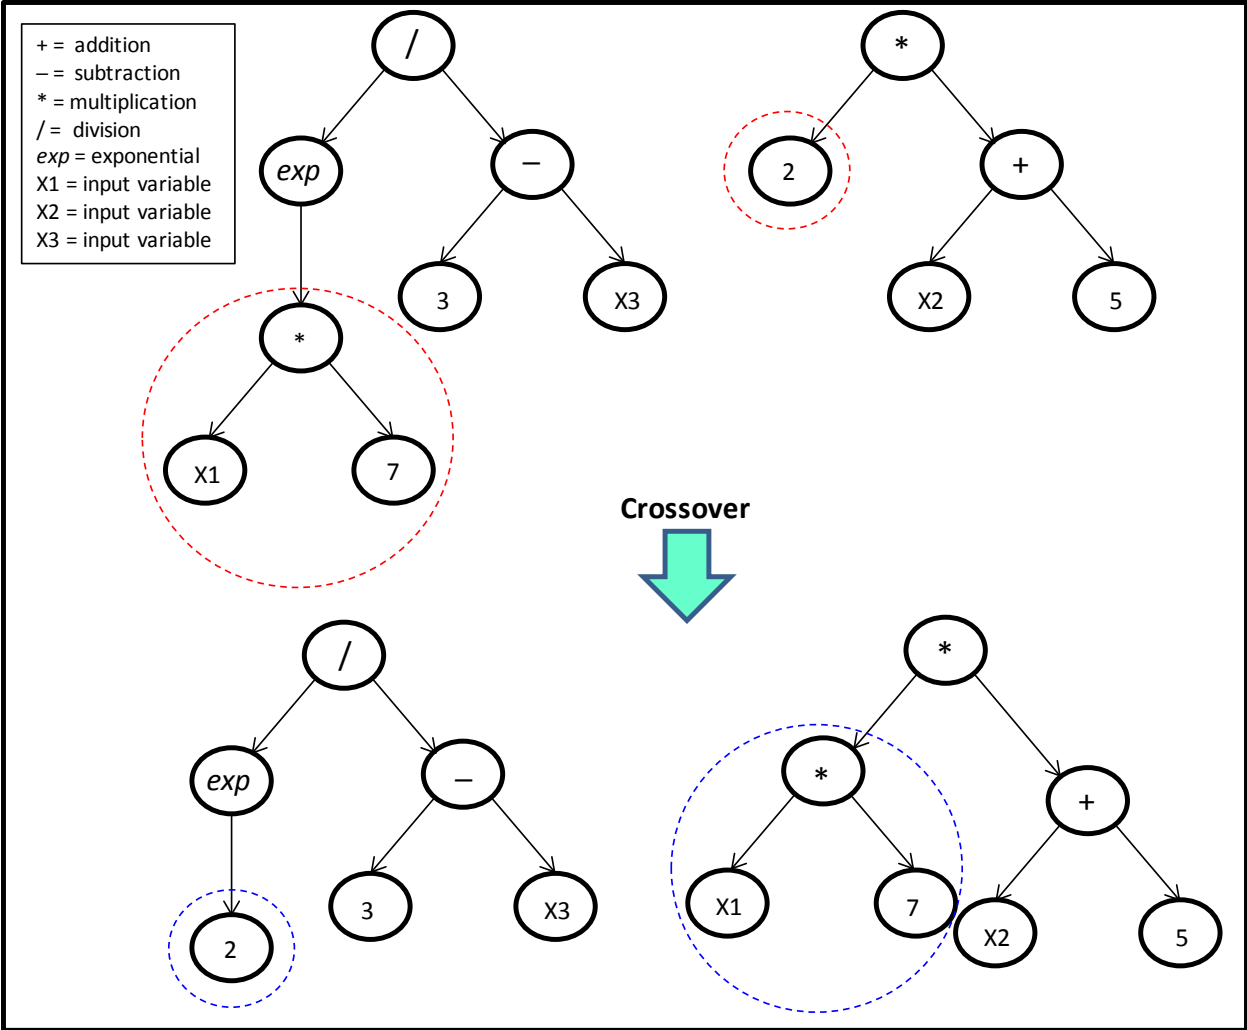 + = addition
– = subtraction
* = multiplication
/ = division
exp = exponential
X1 = input variable
X2 = input variable
X3 = input variable
/
*
exp
–
2
+
3
X3
X2
5
*
X1
7
Crossover
/
*
exp
–
*
+
3
X3
X1
7
X2
5
2